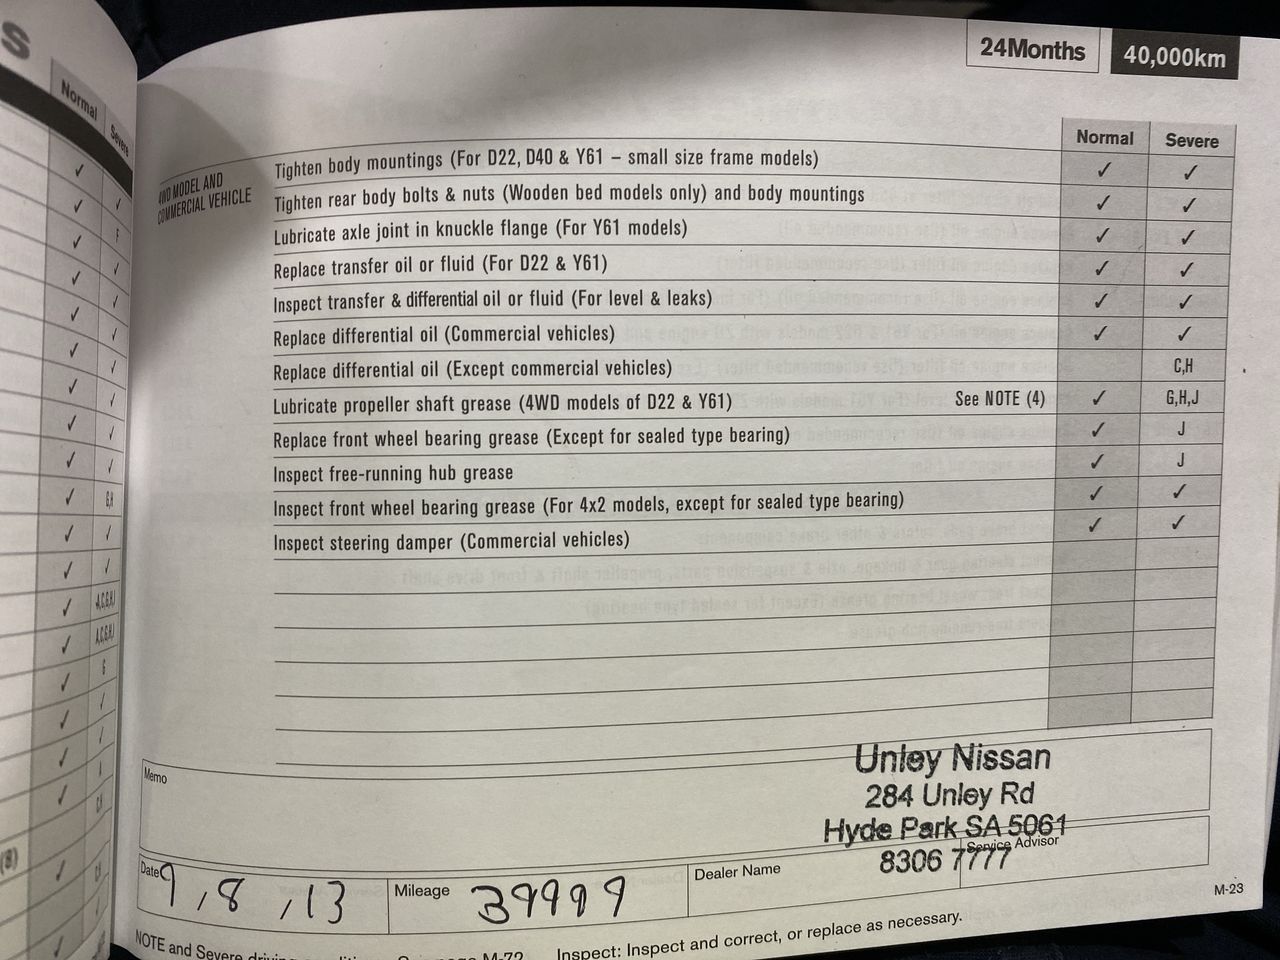 S
24Months 40,000km
Normal Severe
Normal Severe
4WD MODEL AND
COMMERCIAL VEHICLE
Tighten body mountings (For D22, D40 & Y61 – small size frame models) ✓ ✓
Tighten rear body bolts & nuts (Wooden bed models only) and body mountings ✓ ✓
Lubricate axle joint in knuckle flange (For Y61 models) ✓ ✓
Replace transfer oil or fluid (For D22 & Y61) ✓ ✓
Inspect transfer & differential oil or fluid (For level & leaks) ✓ ✓
Replace differential oil (Commercial vehicles) ✓ ✓
Replace differential oil (Except commercial vehicles) C,H
Lubricate propeller shaft grease (4WD models of D22 & Y61) See NOTE (4) ✓ G,H,J
Replace front wheel bearing grease (Except for sealed type bearing) ✓ J
Inspect free-running hub grease ✓ J
Inspect front wheel bearing grease (For 4x2 models, except for sealed type bearing) ✓ ✓
Inspect steering damper (Commercial vehicles) ✓ ✓
F
G,H
G
(8)
Memo
Unley Nissan
284 Unley Rd
Hyde Park SA 5061
8306 7777
Date 9,8,13 Mileage 39999 Dealer Name Service Advisor
M-23
NOTE and Severe M-72 Inspect: Inspect and correct, or replace as necessary.